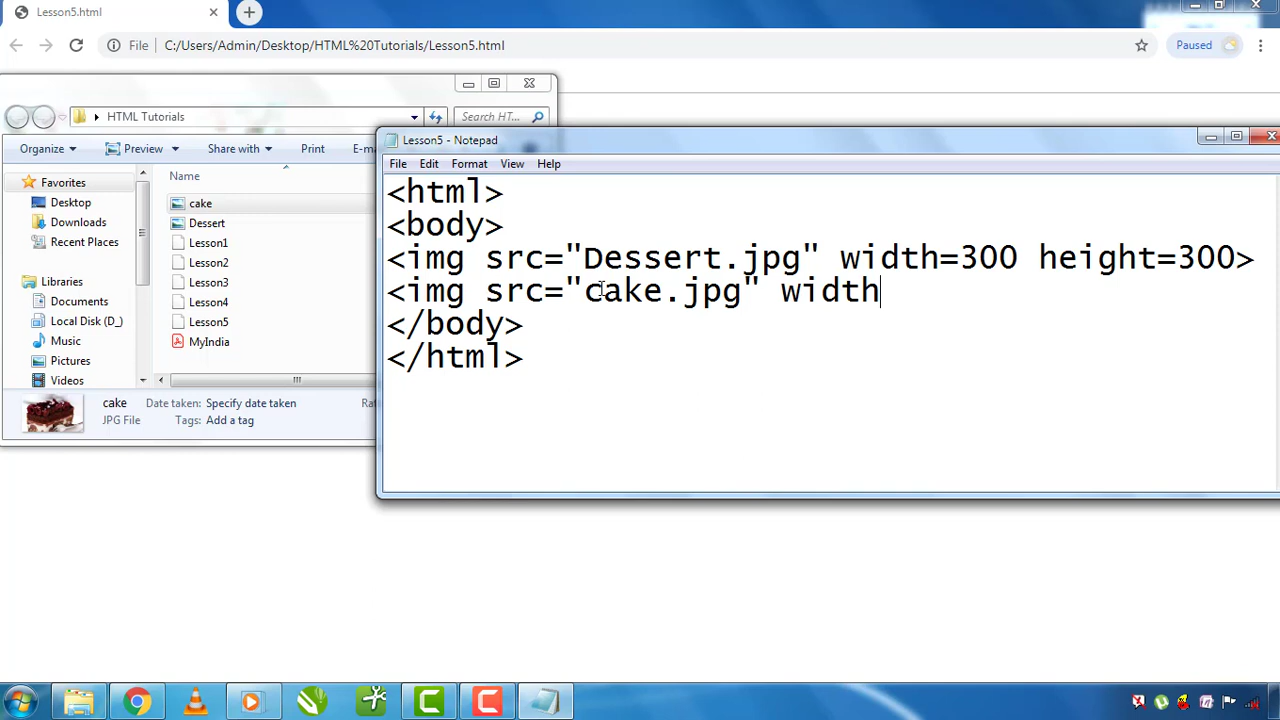 Lesson5.html
File C:/Users/Admin/Desktop/HTML%20Tutorials/Lesson5.html
Paused
HTML Tutorials
Search HT...
Organize Preview Share with Print E-m
Name
Favorites
Desktop
Downloads
Recent Places
Libraries
Local Disk (D:)
Music
Pictures
Videos
cake
Dessert
Lesson1
Lesson2
Lesson3
Lesson4
Lesson5
MyIndia
cake Date taken: Specify date taken Rat
JPG File Tags: Add a tag
Lesson5 - Notepad
File Edit Format View Help
<html>
<body>
<img src="Dessert.jpg" width=300 height=300>
<img src="cake.jpg" width
</body>
</html>